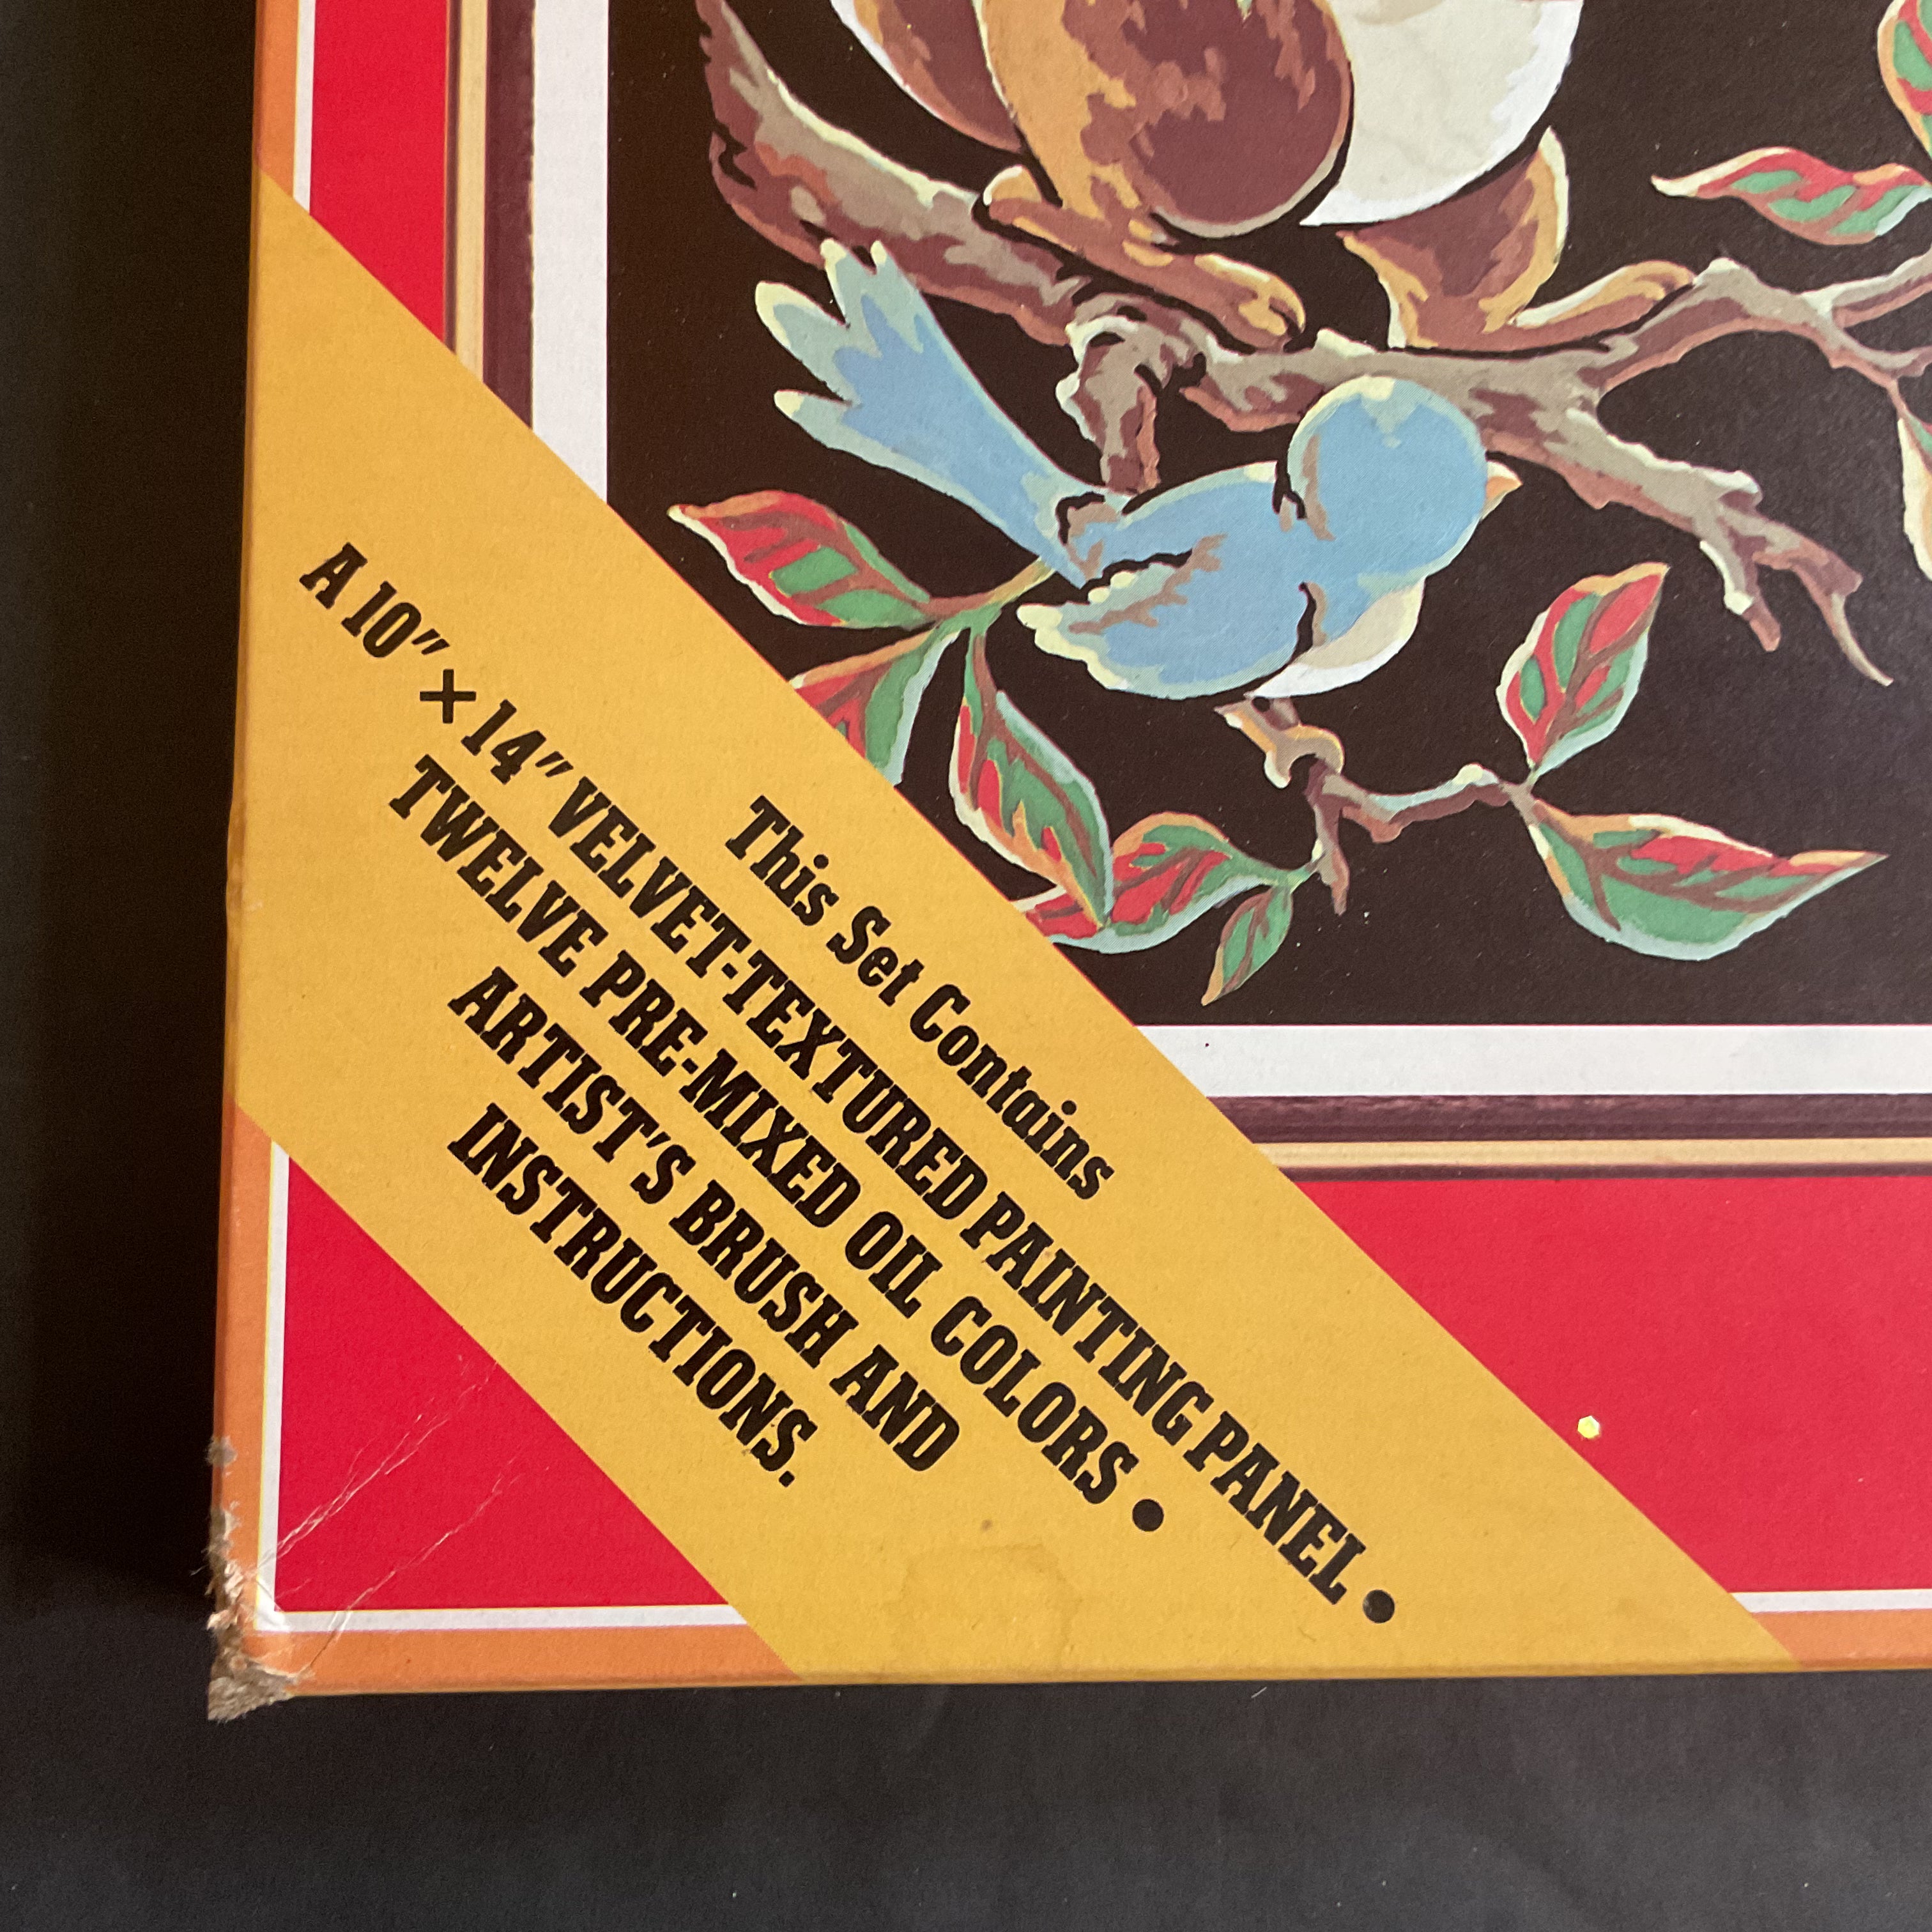 This Set Contains
A 10″ × 14″ VELVET-TEXTURED PAINTING PANEL •
TWELVE PRE-MIXED OIL COLORS •
ARTIST'S BRUSH AND
INSTRUCTIONS.